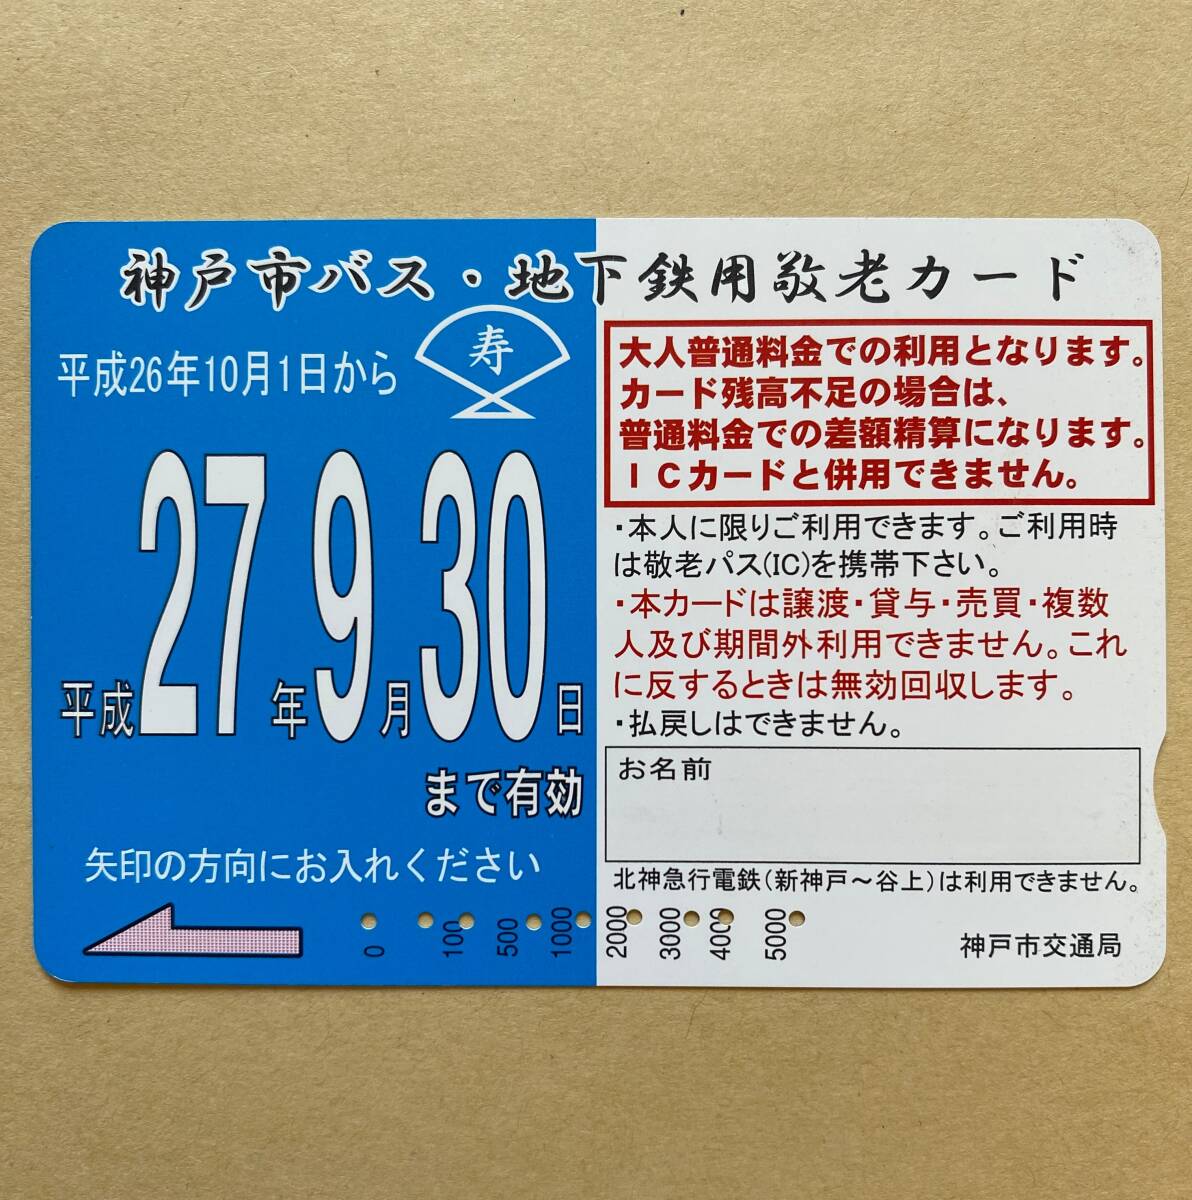 神戸市バス・地下鉄用敬老カード
寿
平成26年10月1日から
平成27年9月30日
まで有効
矢印の方向にお入れください
大人普通料金での利用となります。
カード残高不足の場合は、
普通料金での差額精算になります。
ICカードと併用できません。
・本人に限りご利用できます。ご利用時
は敬老パス(IC)を携帯下さい。
・本カードは譲渡・貸与・売買・複数
人及び期間外利用できません。これ
に反するときは無効回収します。
・払戻しはできません。
お名前
北神急行電鉄(新神戸～谷上)は利用できません。
0 100 500 1000 2000 3000 4000 5000
神戸市交通局